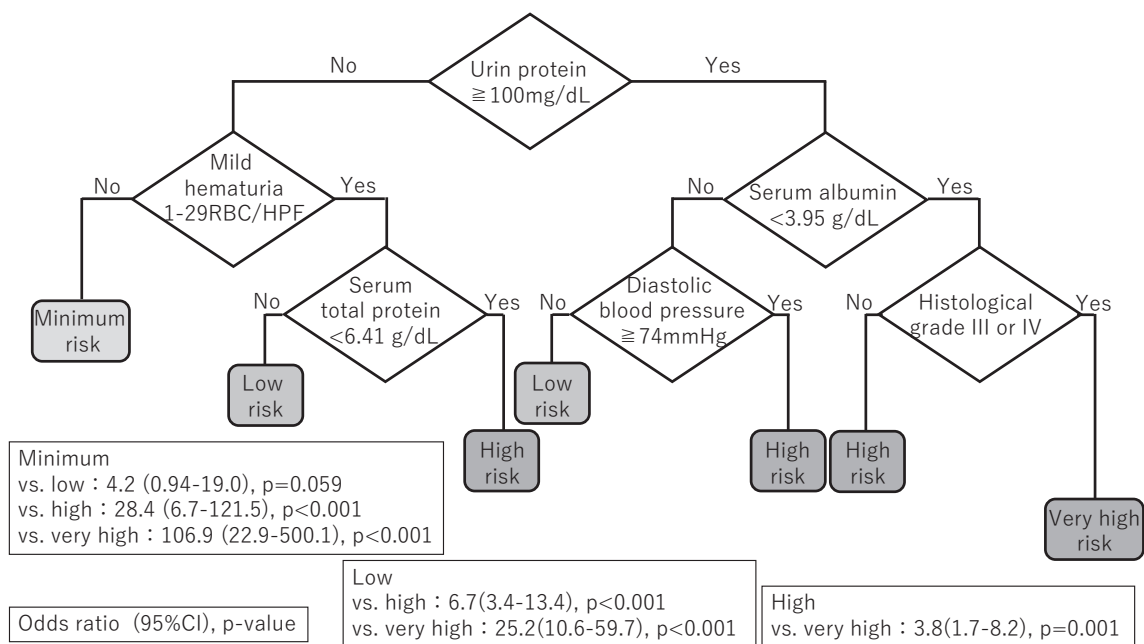 Urin protein
≧100mg/dL
No
Yes
Mild
hematuria
1-29RBC/HPF
No
Yes
Serum albumin
<3.95 g/dL
No
Yes
Minimum
risk
Serum
total protein
<6.41 g/dL
No
Yes
Diastolic
blood pressure
≧74mmHg
No
Yes
Histological
grade III or IV
No
Yes
Low
risk
High
risk
Low
risk
High
risk
High
risk
Very high
risk
Minimum
vs. low：4.2 (0.94-19.0), p=0.059
vs. high：28.4 (6.7-121.5), p<0.001
vs. very high：106.9 (22.9-500.1), p<0.001
Low
vs. high：6.7(3.4-13.4), p<0.001
vs. very high：25.2(10.6-59.7), p<0.001
High
vs. very high：3.8(1.7-8.2), p=0.001
Odds ratio (95%CI), p-value